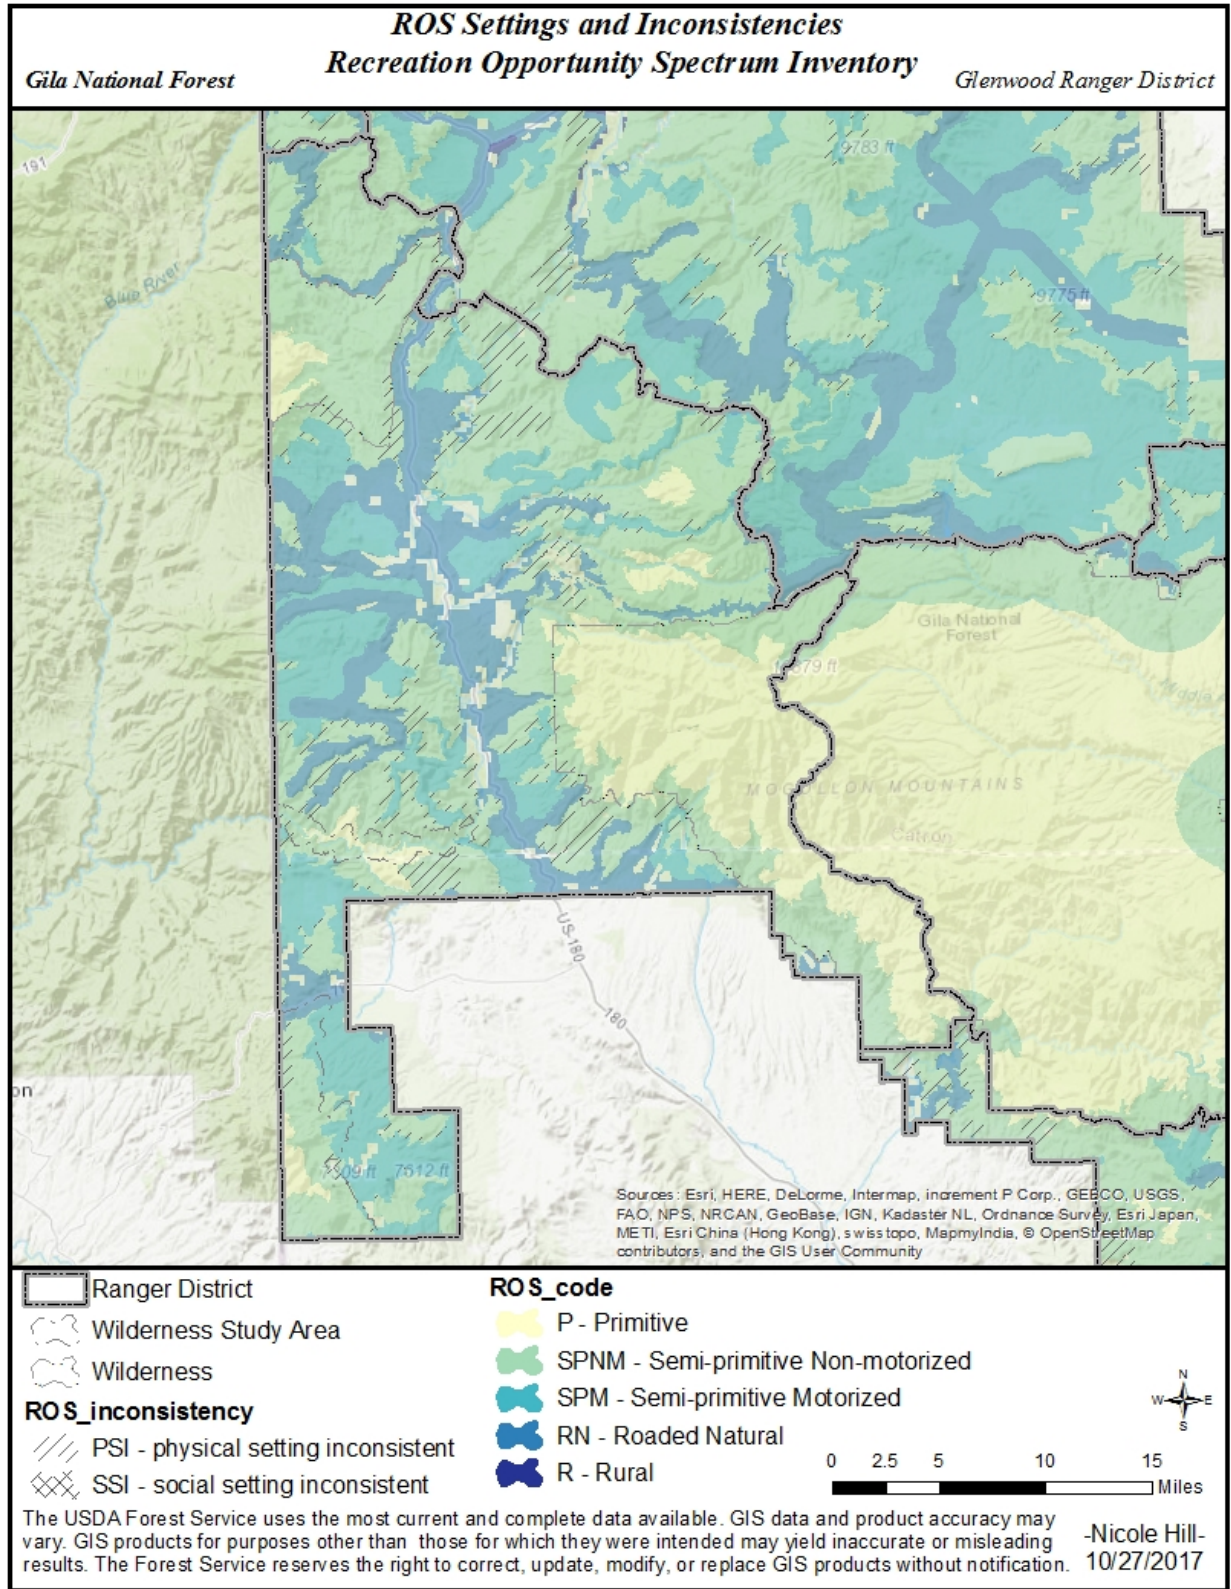 ROS Settings and Inconsistencies
Recreation Opportunity Spectrum Inventory
Gila National Forest
Glenwood Ranger District
191
9783 ft
Blue River
9775 ft
Gila National
Forest
79 ft
MOGOLLON MOUNTAINS
Catron
US-180
180
on
09 ft
7512 ft
Sources: Esri, HERE, DeLorme, Intermap, increment P Corp., GEBCO, USGS,
FAO, NPS, NRCAN, GeoBase, IGN, Kadaster NL, Ordnance Survey, Esri Japan,
METI, Esri China (Hong Kong), swisstopo, MapmyIndia, © OpenStreetMap
contributors, and the GIS User Community
Ranger District
Wilderness Study Area
Wilderness
ROS_inconsistency
PSI - physical setting inconsistent
SSI - social setting inconsistent
ROS_code
P - Primitive
SPNM - Semi-primitive Non-motorized
SPM - Semi-primitive Motorized
RN - Roaded Natural
R - Rural
N
W E
S
0 2.5 5 10 15
Miles
The USDA Forest Service uses the most current and complete data available. GIS data and product accuracy may
vary. GIS products for purposes other than those for which they were intended may yield inaccurate or misleading
results. The Forest Service reserves the right to correct, update, modify, or replace GIS products without notification.
-Nicole Hill-
10/27/2017